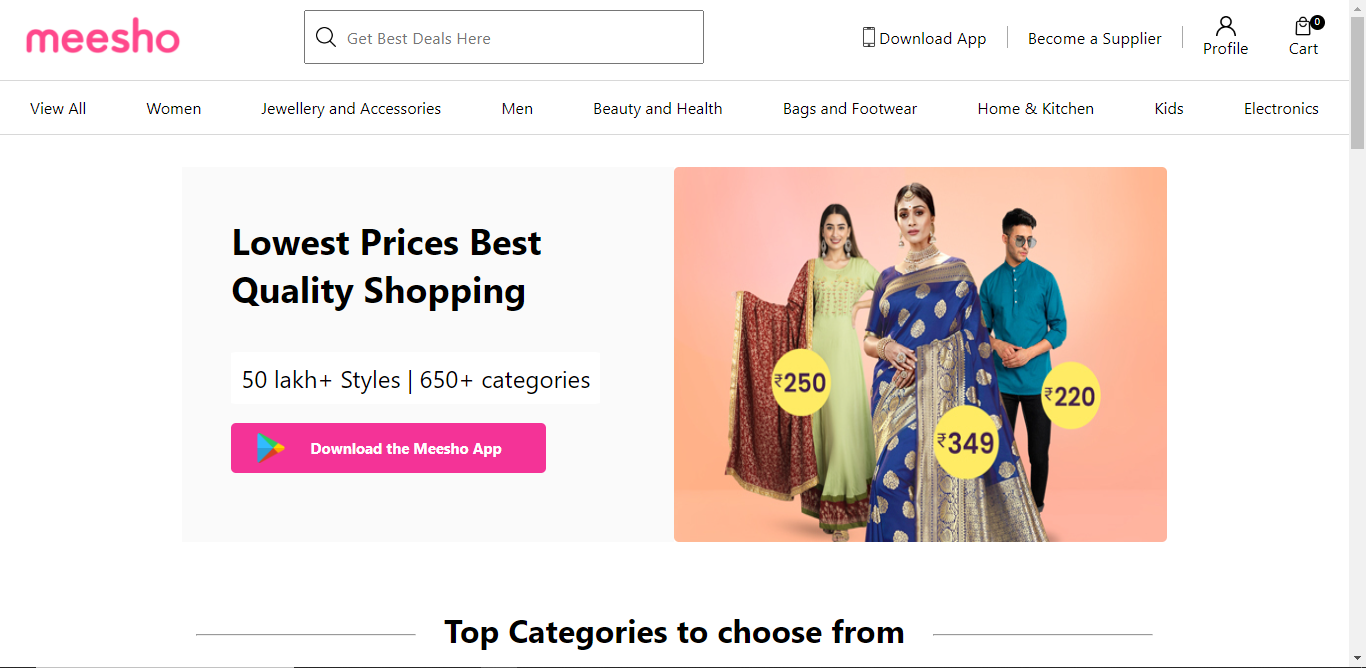 meesho
Get Best Deals Here
Download App
Become a Supplier
Profile
0
Cart
View All
Women
Jewellery and Accessories
Men
Beauty and Health
Bags and Footwear
Home & Kitchen
Kids
Electronics
Lowest Prices Best
Quality Shopping
50 lakh+ Styles | 650+ categories
Download the Meesho App
₹250
₹349
₹220
Top Categories to choose from